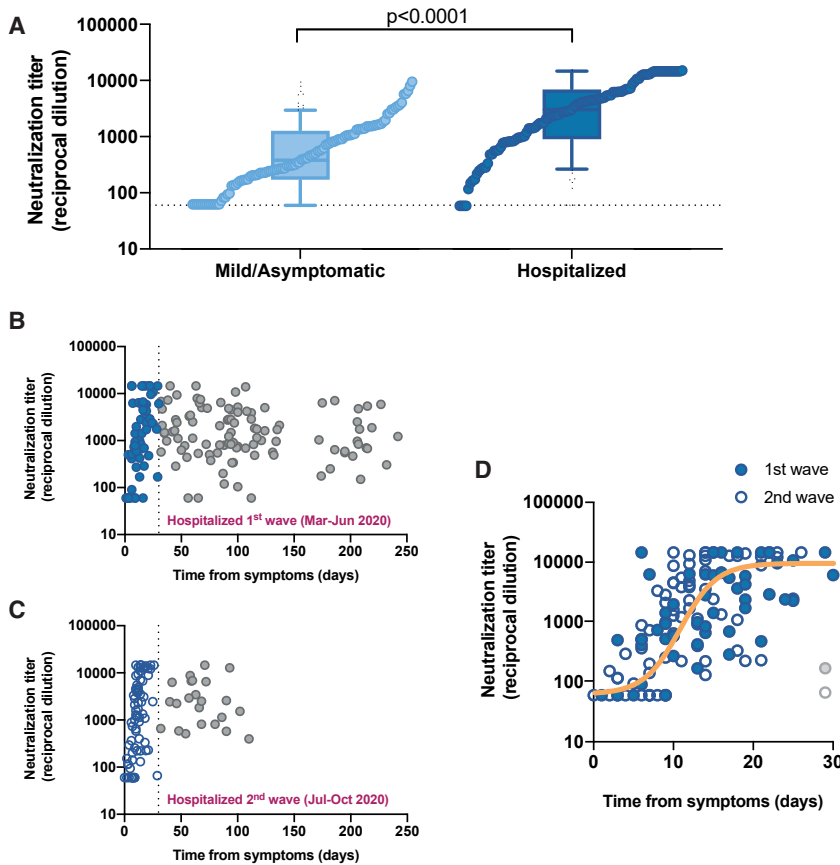 A
p<0.0001
Neutralization titer
(reciprocal dilution)
100000
10000
1000
100
10
Mild/Asymptomatic
Hospitalized
B
Neutralization titer
(reciprocal dilution)
100000
10000
1000
100
10
Hospitalized 1st wave (Mar-Jun 2020)
0 50 100 150 200 250
Time from symptoms (days)
C
Neutralization titer
(reciprocal dilution)
100000
10000
1000
100
10
Hospitalized 2nd wave (Jul-Oct 2020)
0 50 100 150 200 250
Time from symptoms (days)
D
1st wave
2nd wave
Neutralization titer
(reciprocal dilution)
100000
10000
1000
100
10
0 10 20 30
Time from symptoms (days)